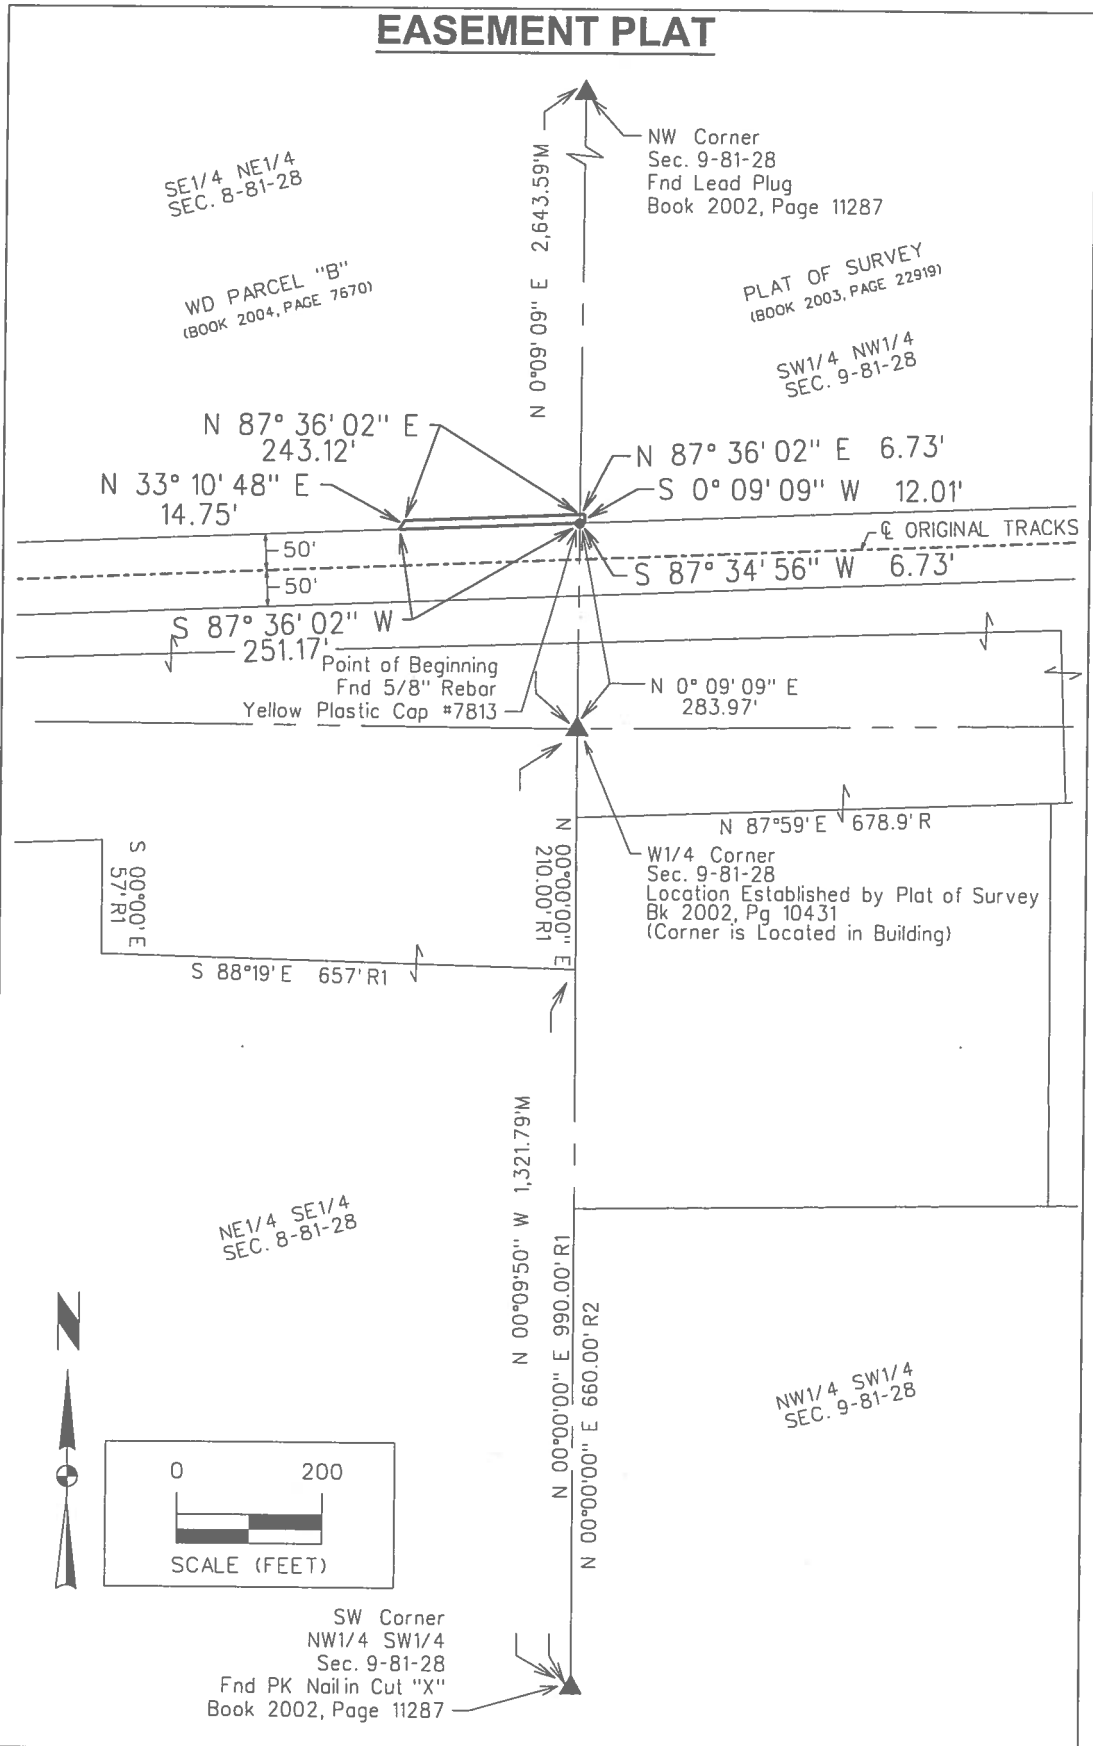 EASEMENT PLAT
NW Corner
Sec. 9-81-28
Fnd Lead Plug
Book 2002, Page 11287
N 0°09'09" E 2,643.59'M
SE1/4 NE1/4
SEC. 8-81-28
WD PARCEL "B"
(BOOK 2004, PAGE 7670)
PLAT OF SURVEY
(BOOK 2003, PAGE 22919)
SW1/4 NW1/4
SEC. 9-81-28
N 87° 36' 02" E
243.12'
N 87° 36' 02" E 6.73'
N 33° 10' 48" E
14.75'
S 0° 09' 09" W 12.01'
℄ ORIGINAL TRACKS
50'
50'
S 87° 34' 56" W 6.73'
S 87° 36' 02" W
251.17'
Point of Beginning
Fnd 5/8" Rebar
Yellow Plastic Cap #7813
N 0° 09' 09" E
283.97'
N 87°59' E 678.9' R
W1/4 Corner
Sec. 9-81-28
Location Established by Plat of Survey
Bk 2002, Pg 10431
(Corner is Located in Building)
S 00°00' E
57' R1
N 00°00'00" E
210.00' R1
S 88°19' E 657' R1
N 00°09'50" W 1,321.79'M
NE1/4 SE1/4
SEC. 8-81-28
N 00°00'00" E 990.00' R1
N 00°00'00" E 660.00' R2
NW1/4 SW1/4
SEC. 9-81-28
N
0 200
SCALE (FEET)
SW Corner
NW1/4 SW1/4
Sec. 9-81-28
Fnd PK Nail in Cut "X"
Book 2002, Page 11287